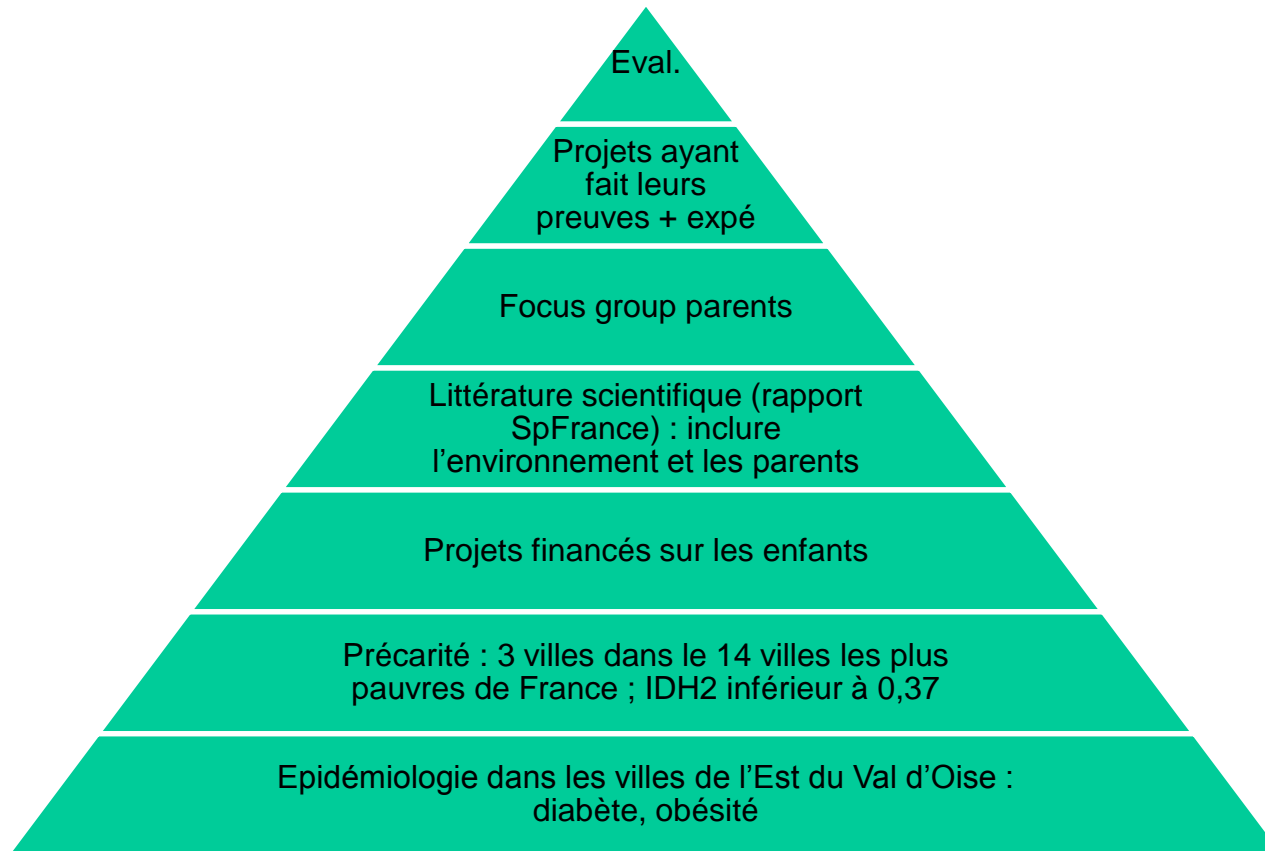 Eval.
Projets ayant
fait leurs
preuves + expé
Focus group parents
Littérature scientifique (rapport
SpFrance) : inclure
l'environnement et les parents
Projets financés sur les enfants
Précarité : 3 villes dans le 14 villes les plus
pauvres de France ; IDH2 inférieur à 0,37
Epidémiologie dans les villes de l'Est du Val d'Oise :
diabète, obésité